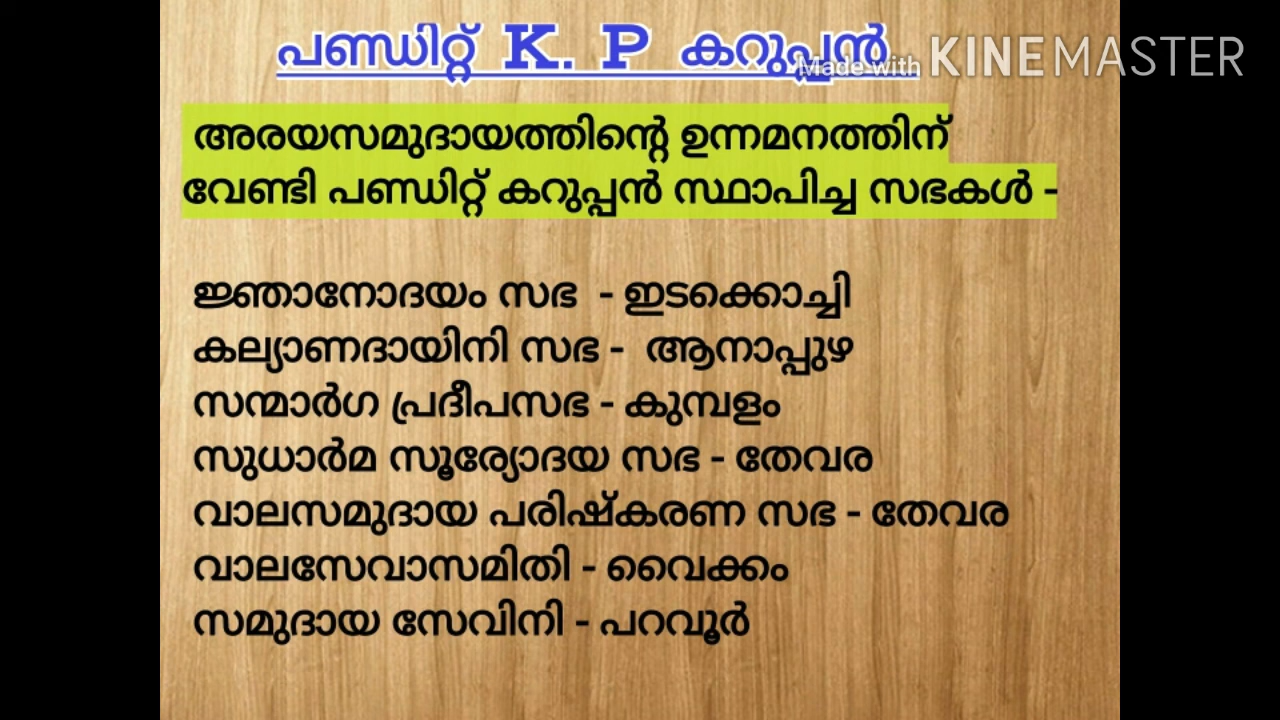 പണ്ഡിറ്റ് K. P കറുപ്പൻ
Made with KINEMASTER
അരയസമുദായത്തിന്റെ ഉന്നമനത്തിന്
വേണ്ടി പണ്ഡിറ്റ് കറുപ്പൻ സ്ഥാപിച്ച സഭകൾ -
ജ്ഞാനോദയം സഭ - ഇടക്കൊച്ചി
കല്യാണദായിനി സഭ - ആനാപ്പുഴ
സന്മാർഗ പ്രദീപസഭ - കുമ്പളം
സുധാർമ സൂര്യോദയ സഭ - തേവര
വാലസമുദായ പരിഷ്കരണ സഭ - തേവര
വാലസേവാസമിതി - വൈക്കം
സമുദായ സേവിനി - പറവൂർ